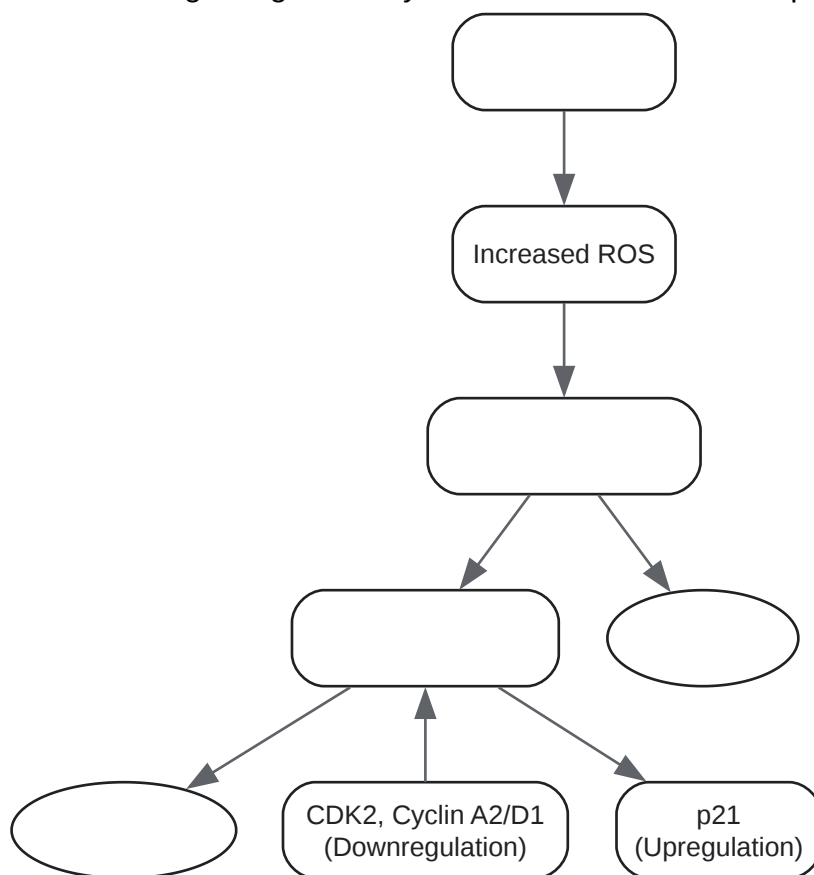 Increased ROS
CDK2, Cyclin A2/D1
(Downregulation)
p21
(Upregulation)